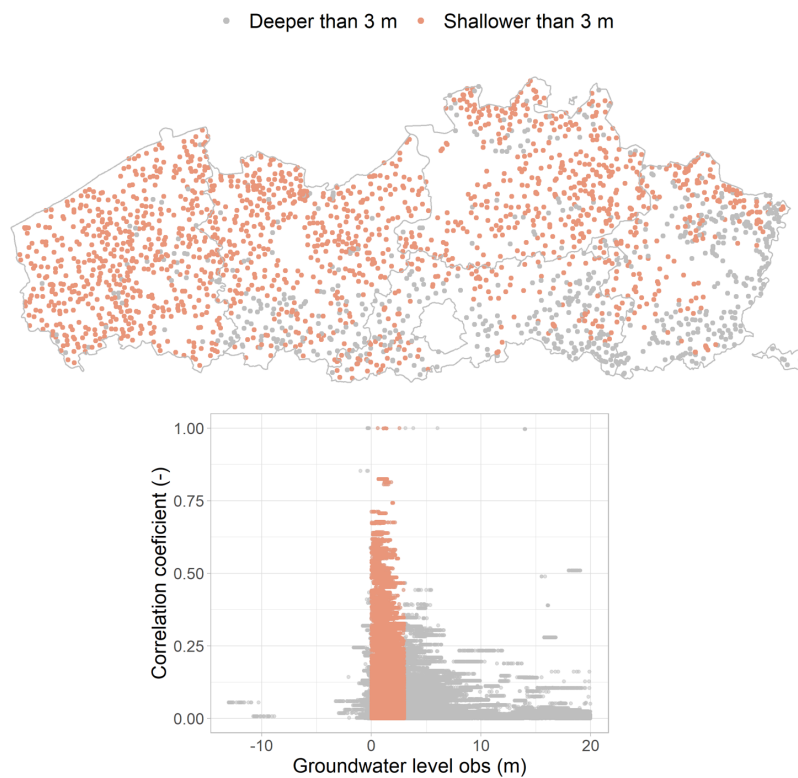 Deeper than 3 m Shallower than 3 m
1.00
0.75
0.50
0.25
0.00
Correlation coeficient (-)
-10 0 10 20
Groundwater level obs (m)